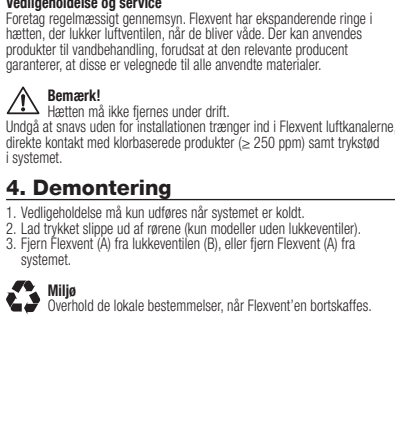 Vedligeholdelse og service
Foretag regelmæssigt gennemsyn. Flexvent har ekspanderende ringe i
hætten, der lukker luftventilen, når de bliver våde. Der kan anvendes
produkter til vandbehandling, forudsat at den relevante producent
garanterer, at disse er velegnede til alle anvendte materialer.
Bemærk!
Hætten må ikke fjernes under drift.
Undgå at snavs uden for installationen trænger ind i Flexvent luftkanalerne,
direkte kontakt med klorbaserede produkter (≥ 250 ppm) samt trykstød
i systemet.
4. Demontering
1. Vedligeholdelse må kun udføres når systemet er koldt.
2. Lad trykket slippe ud af rørene (kun modeller uden lukkeventiler).
3. Fjern Flexvent (A) fra lukkeventilen (B), eller fjern Flexvent (A) fra
systemet.
Miljø
Overhold de lokale bestemmelser, når Flexvent'en bortskaffes.